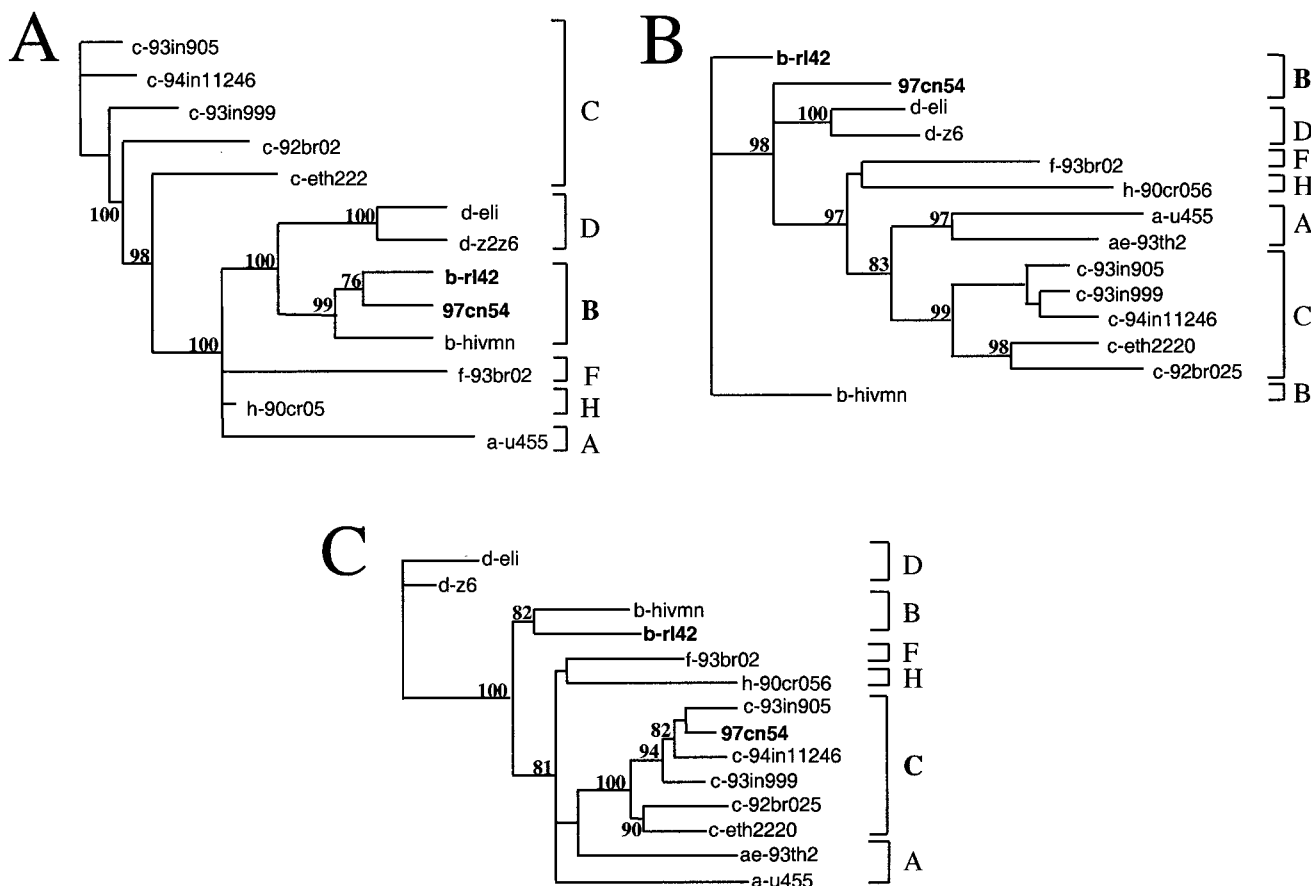 A
c-93in905
c-94in11246
c-93in999
c-92br02
c-eth222
100
98
C
d-eli
d-z2z6
100
D
100
b-rl42
76
97cn54
99
b-hivmn
B
100
f-93br02
F
h-90cr05
H
a-u455
A
B
b-rl42
97cn54
B
d-eli
100
d-z6
D
98
f-93br02
F
h-90cr056
H
97
a-u455
97
ae-93th2
A
83
c-93in905
c-93in999
c-94in11246
99
c-eth2220
98
c-92br025
C
b-hivmn
B
C
d-eli
d-z6
D
82
b-hivmn
b-rl42
B
f-93br02
F
h-90cr056
H
100
c-93in905
82
97cn54
94
c-94in11246
c-93in999
100
c-92br025
90
c-eth2220
C
81
ae-93th2
a-u455
A